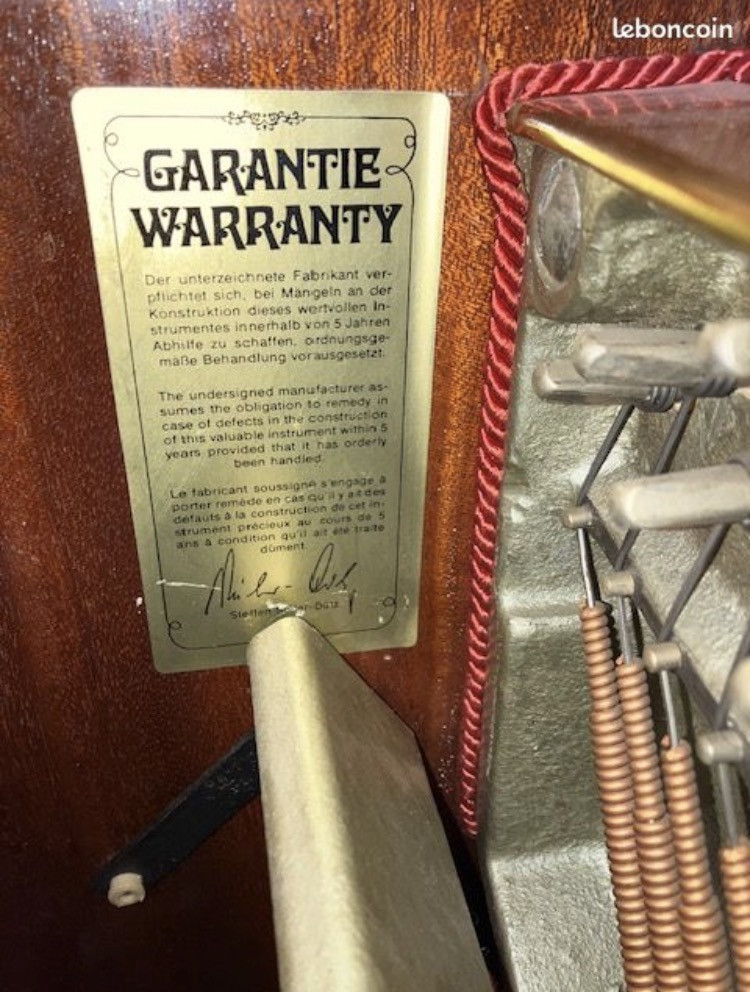 leboncoin
GARANTIE
WARRANTY
Der unterzeichnete Fabrikant ver-
pflichtet sich, bei Mängeln an der
Konstruktion dieses wertvollen In-
strumentes innerhalb von 5 Jahren
Abhilfe zu schaffen, ordnungsge-
mäße Behandlung vorausgesetzt.
The undersigned manufacturer as-
sumes the obligation to remedy in
case of defects in the construction
of this valuable instrument within 5
years provided that it has orderly
been handled.
Le fabricant soussigné s'engage à
porter remède en cas qu'il y ait des
défauts à la construction de cet in-
strument précieux au cours de 5
ans à condition qu'il ait été traité
dûment.
Steffen